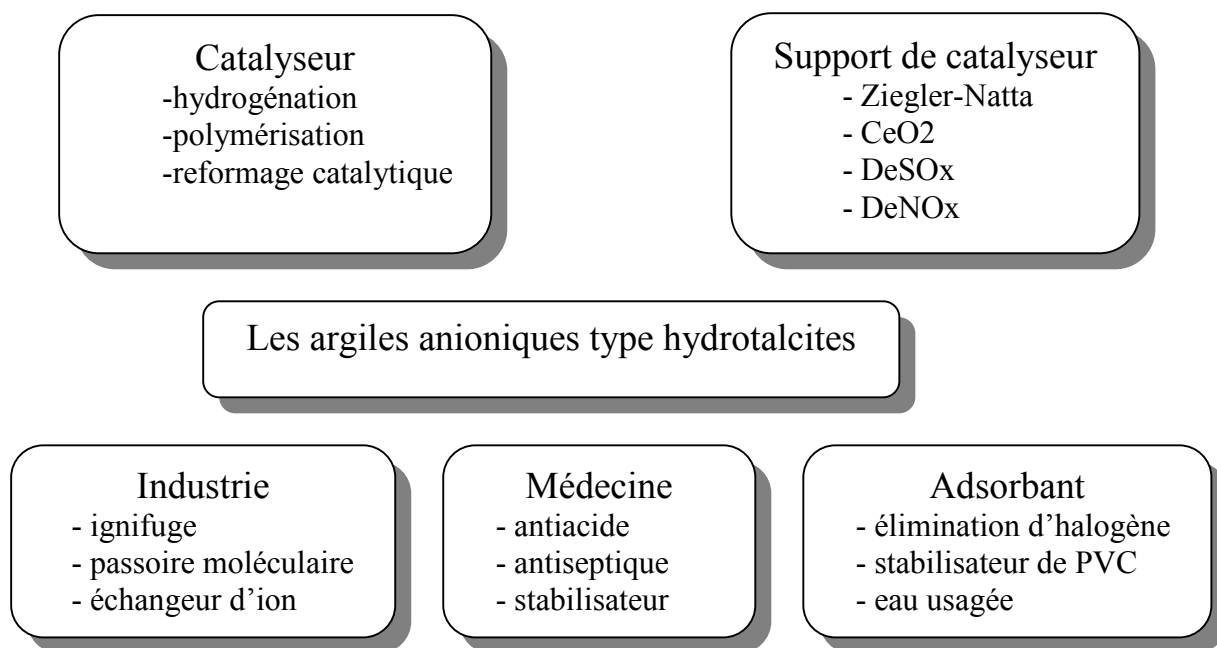 Catalyseur
-hydrogénation
-polymérisation
-reformage catalytique
Support de catalyseur
- Ziegler-Natta
- CeO2
- DeSOx
- DeNOx
Les argiles anioniques type hydrotalcites
Industrie
- ignifuge
- passoire moléculaire
- échangeur d’ion
Médecine
- antiacide
- antiseptique
- stabilisateur
Adsorbant
- élimination d’halogène
- stabilisateur de PVC
- eau usagée